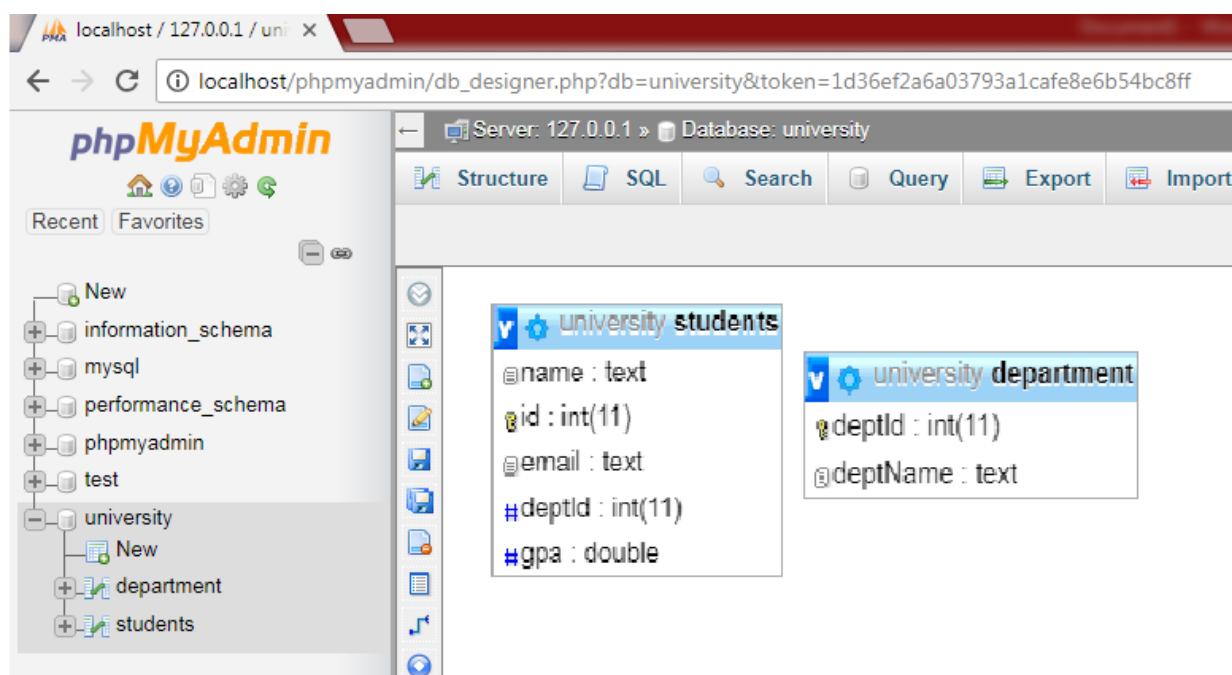 localhost / 127.0.0.1 / uni
localhost/phpmyadmin/db_designer.php?db=university&token=1d36ef2a6a03793a1cafe8e6b54bc8ff
phpMyAdmin
Recent Favorites
New
information_schema
mysql
performance_schema
phpmyadmin
test
university
New
department
students
Server: 127.0.0.1 » Database: university
Structure SQL Search Query Export Import
v university students
name : text
id : int(11)
email : text
#deptId : int(11)
#gpa : double
v university department
deptId : int(11)
deptName : text